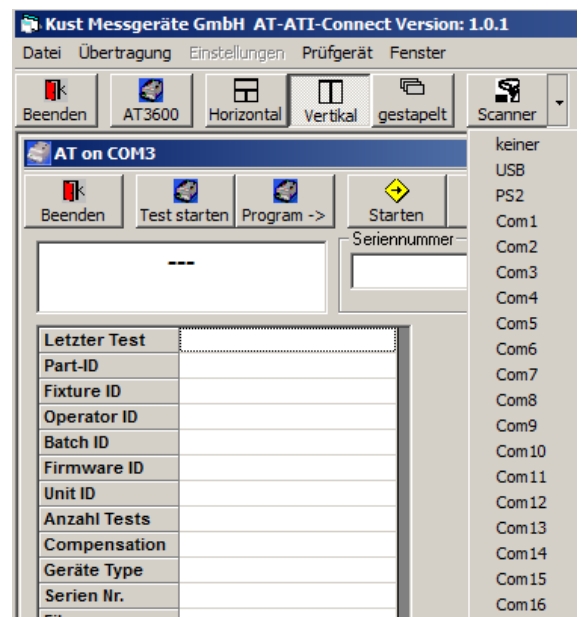 Kust Messgeräte GmbH AT-ATI-Connect Version: 1.0.1
Datei Übertragung Einstellungen Prüfgerät Fenster
Beenden AT3600 Horizontal Vertikal gestapelt Scanner
AT on COM3
Beenden Test starten Program -> Starten
Seriennummer
---
Letzter Test
Part-ID
Fixture ID
Operator ID
Batch ID
Firmware ID
Unit ID
Anzahl Tests
Compensation
Geräte Type
Serien Nr.
keiner
USB
PS2
Com1
Com2
Com3
Com4
Com5
Com6
Com7
Com8
Com9
Com10
Com11
Com12
Com13
Com14
Com15
Com16